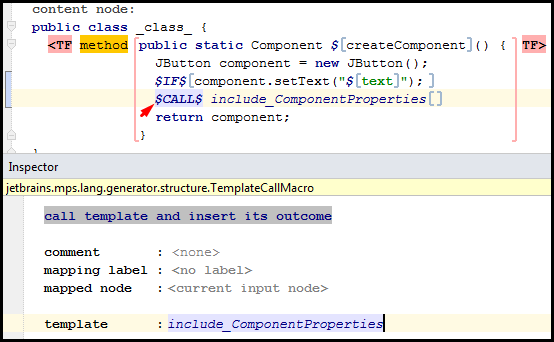 content node:
public class _class_ {
<TF method public static Component $[createComponent]() { TF>
JButton component = new JButton();
$IF$[component.setText("$[text]"); ]
$CALL$ include_ComponentProperties[]
return component;
}
}
Inspector
jetbrains.mps.lang.generator.structure.TemplateCallMacro
call template and insert its outcome
comment : <none>
mapping label : <no label>
mapped node : <current input node>
template : include_ComponentProperties